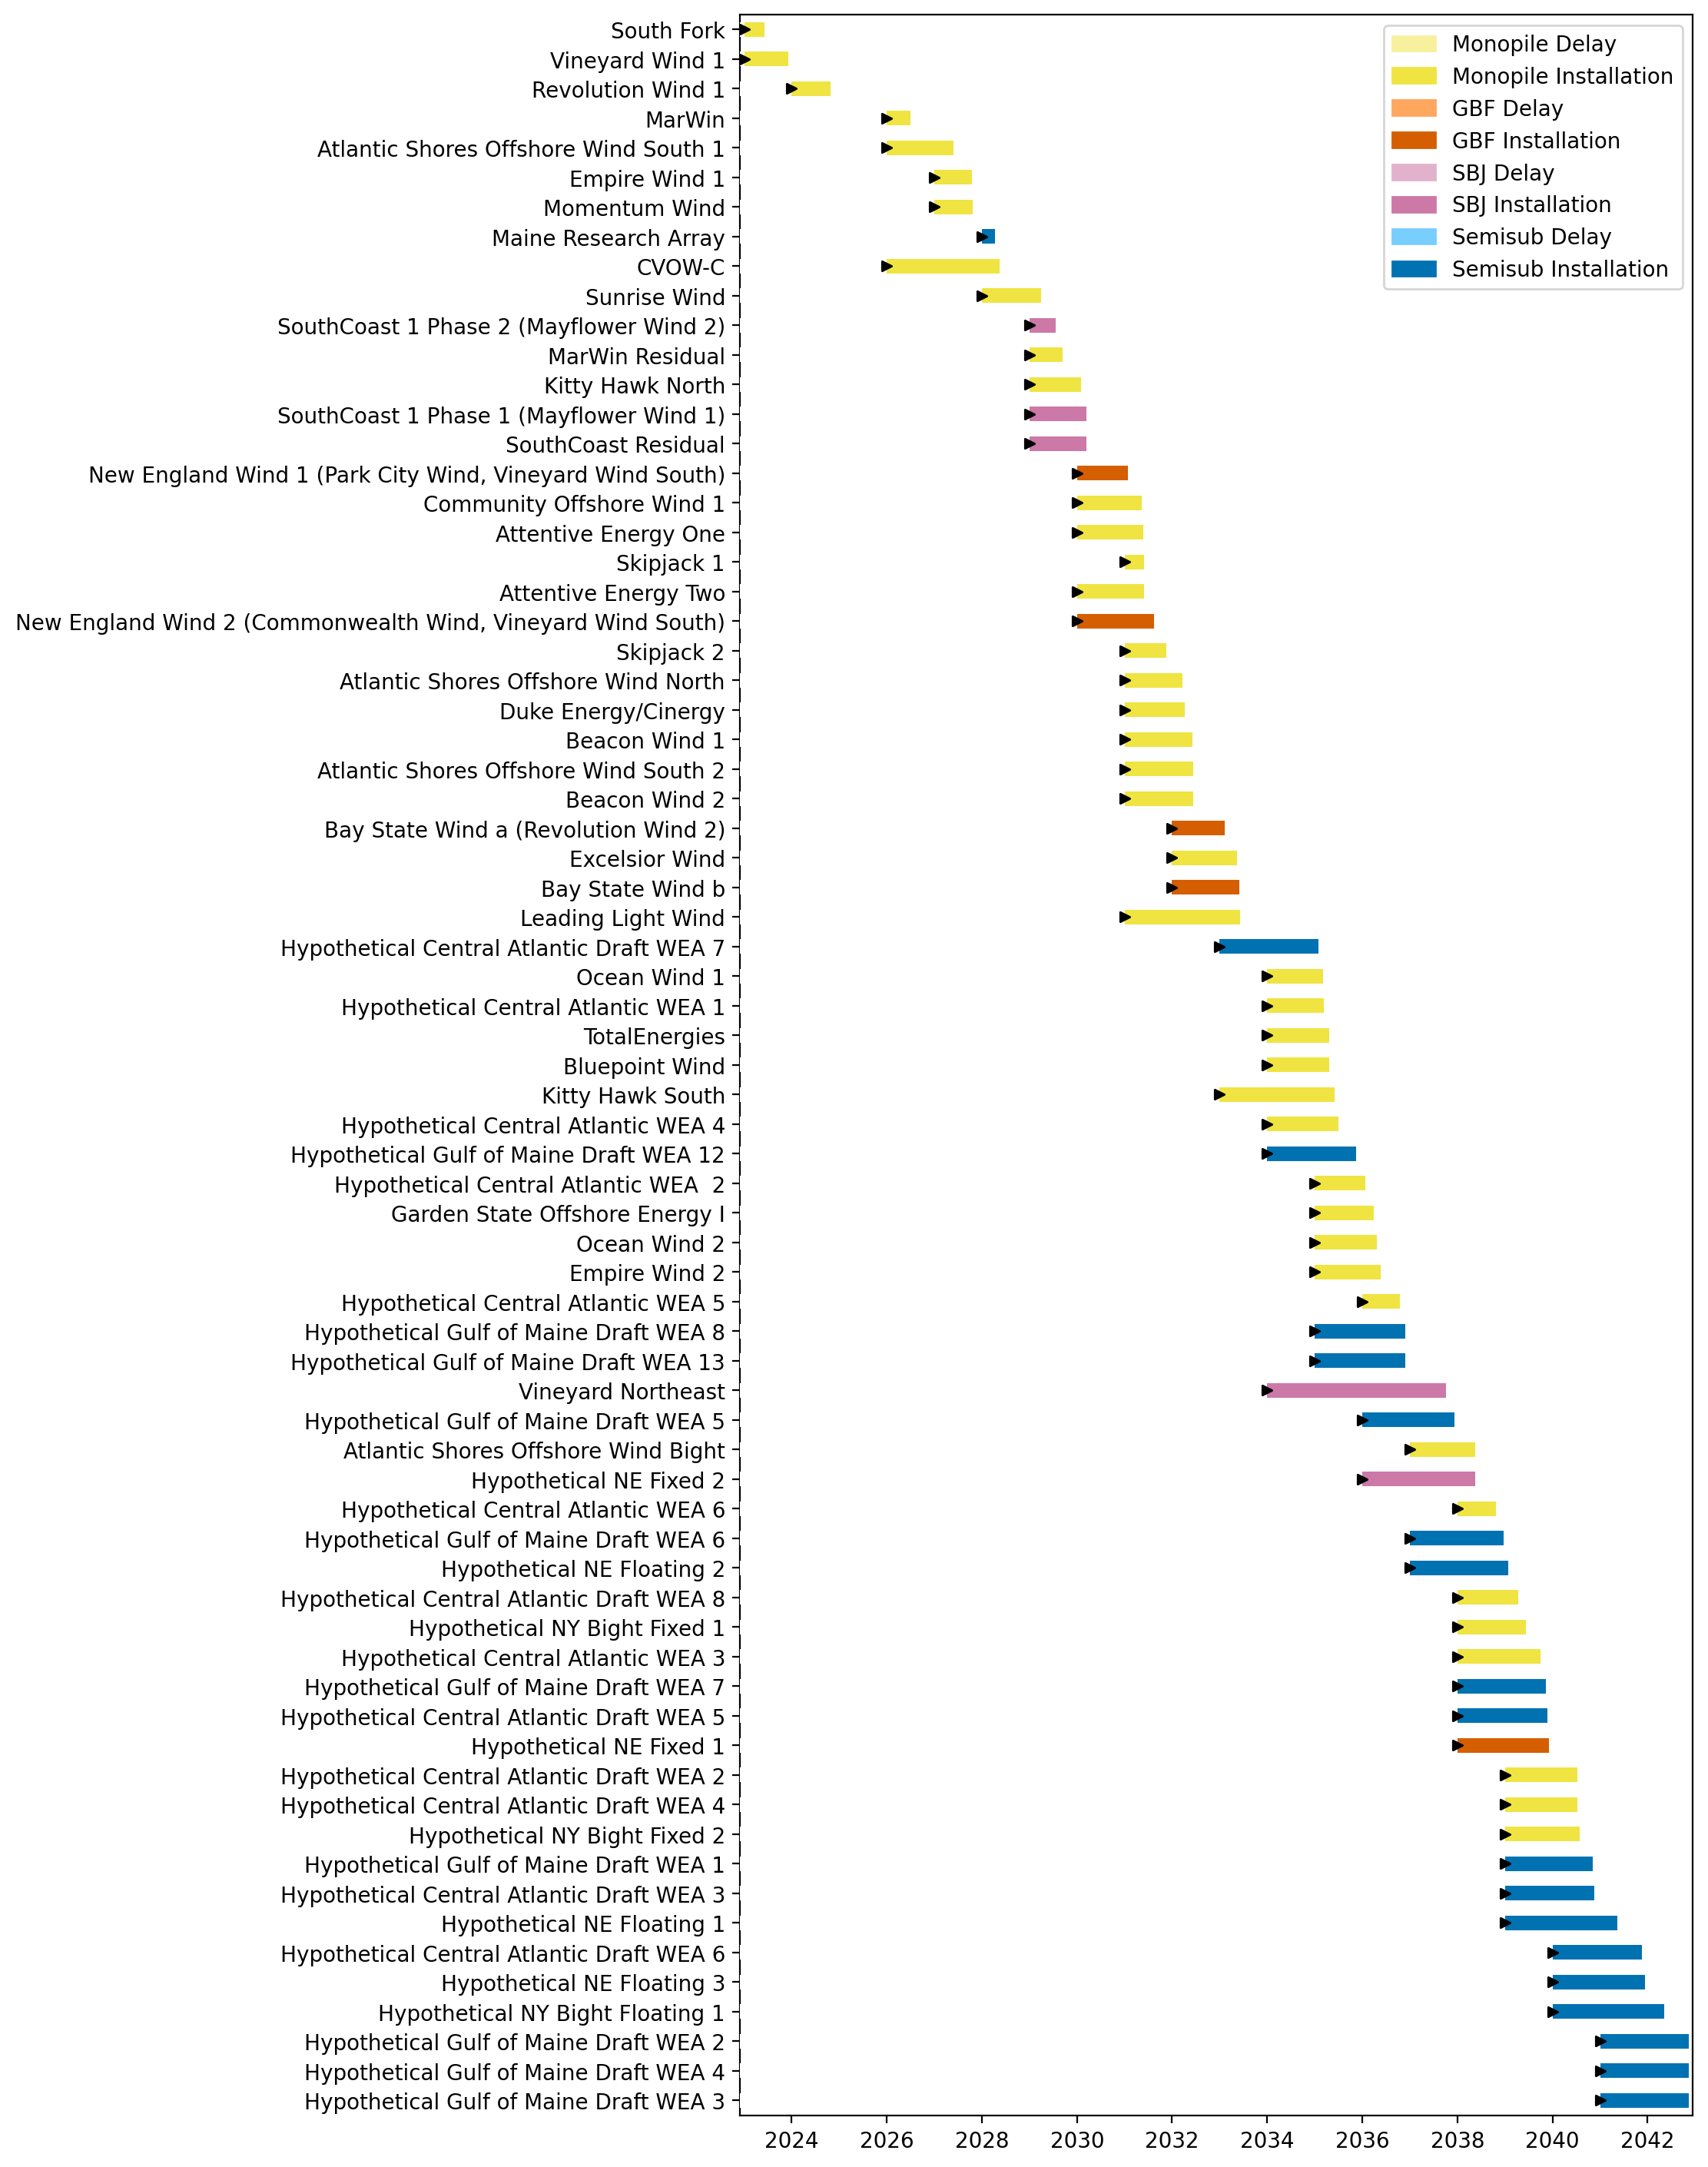 South Fork
Vineyard Wind 1
Revolution Wind 1
MarWin
Atlantic Shores Offshore Wind South 1
Empire Wind 1
Momentum Wind
Maine Research Array
CVOW-C
Sunrise Wind
SouthCoast 1 Phase 2 (Mayflower Wind 2)
MarWin Residual
Kitty Hawk North
SouthCoast 1 Phase 1 (Mayflower Wind 1)
SouthCoast Residual
New England Wind 1 (Park City Wind, Vineyard Wind South)
Community Offshore Wind 1
Attentive Energy One
Skipjack 1
Attentive Energy Two
New England Wind 2 (Commonwealth Wind, Vineyard Wind South)
Skipjack 2
Atlantic Shores Offshore Wind North
Duke Energy/Cinergy
Beacon Wind 1
Atlantic Shores Offshore Wind South 2
Beacon Wind 2
Bay State Wind a (Revolution Wind 2)
Excelsior Wind
Bay State Wind b
Leading Light Wind
Hypothetical Central Atlantic Draft WEA 7
Ocean Wind 1
Hypothetical Central Atlantic WEA 1
TotalEnergies
Bluepoint Wind
Kitty Hawk South
Hypothetical Central Atlantic WEA 4
Hypothetical Gulf of Maine Draft WEA 12
Hypothetical Central Atlantic WEA  2
Garden State Offshore Energy I
Ocean Wind 2
Empire Wind 2
Hypothetical Central Atlantic WEA 5
Hypothetical Gulf of Maine Draft WEA 8
Hypothetical Gulf of Maine Draft WEA 13
Vineyard Northeast
Hypothetical Gulf of Maine Draft WEA 5
Atlantic Shores Offshore Wind Bight
Hypothetical NE Fixed 2
Hypothetical Central Atlantic WEA 6
Hypothetical Gulf of Maine Draft WEA 6
Hypothetical NE Floating 2
Hypothetical Central Atlantic Draft WEA 8
Hypothetical NY Bight Fixed 1
Hypothetical Central Atlantic WEA 3
Hypothetical Gulf of Maine Draft WEA 7
Hypothetical Central Atlantic Draft WEA 5
Hypothetical NE Fixed 1
Hypothetical Central Atlantic Draft WEA 2
Hypothetical Central Atlantic Draft WEA 4
Hypothetical NY Bight Fixed 2
Hypothetical Gulf of Maine Draft WEA 1
Hypothetical Central Atlantic Draft WEA 3
Hypothetical NE Floating 1
Hypothetical Central Atlantic Draft WEA 6
Hypothetical NE Floating 3
Hypothetical NY Bight Floating 1
Hypothetical Gulf of Maine Draft WEA 2
Hypothetical Gulf of Maine Draft WEA 4
Hypothetical Gulf of Maine Draft WEA 3
Monopile Delay
Monopile Installation
GBF Delay
GBF Installation
SBJ Delay
SBJ Installation
Semisub Delay
Semisub Installation
2024 2026 2028 2030 2032 2034 2036 2038 2040 2042